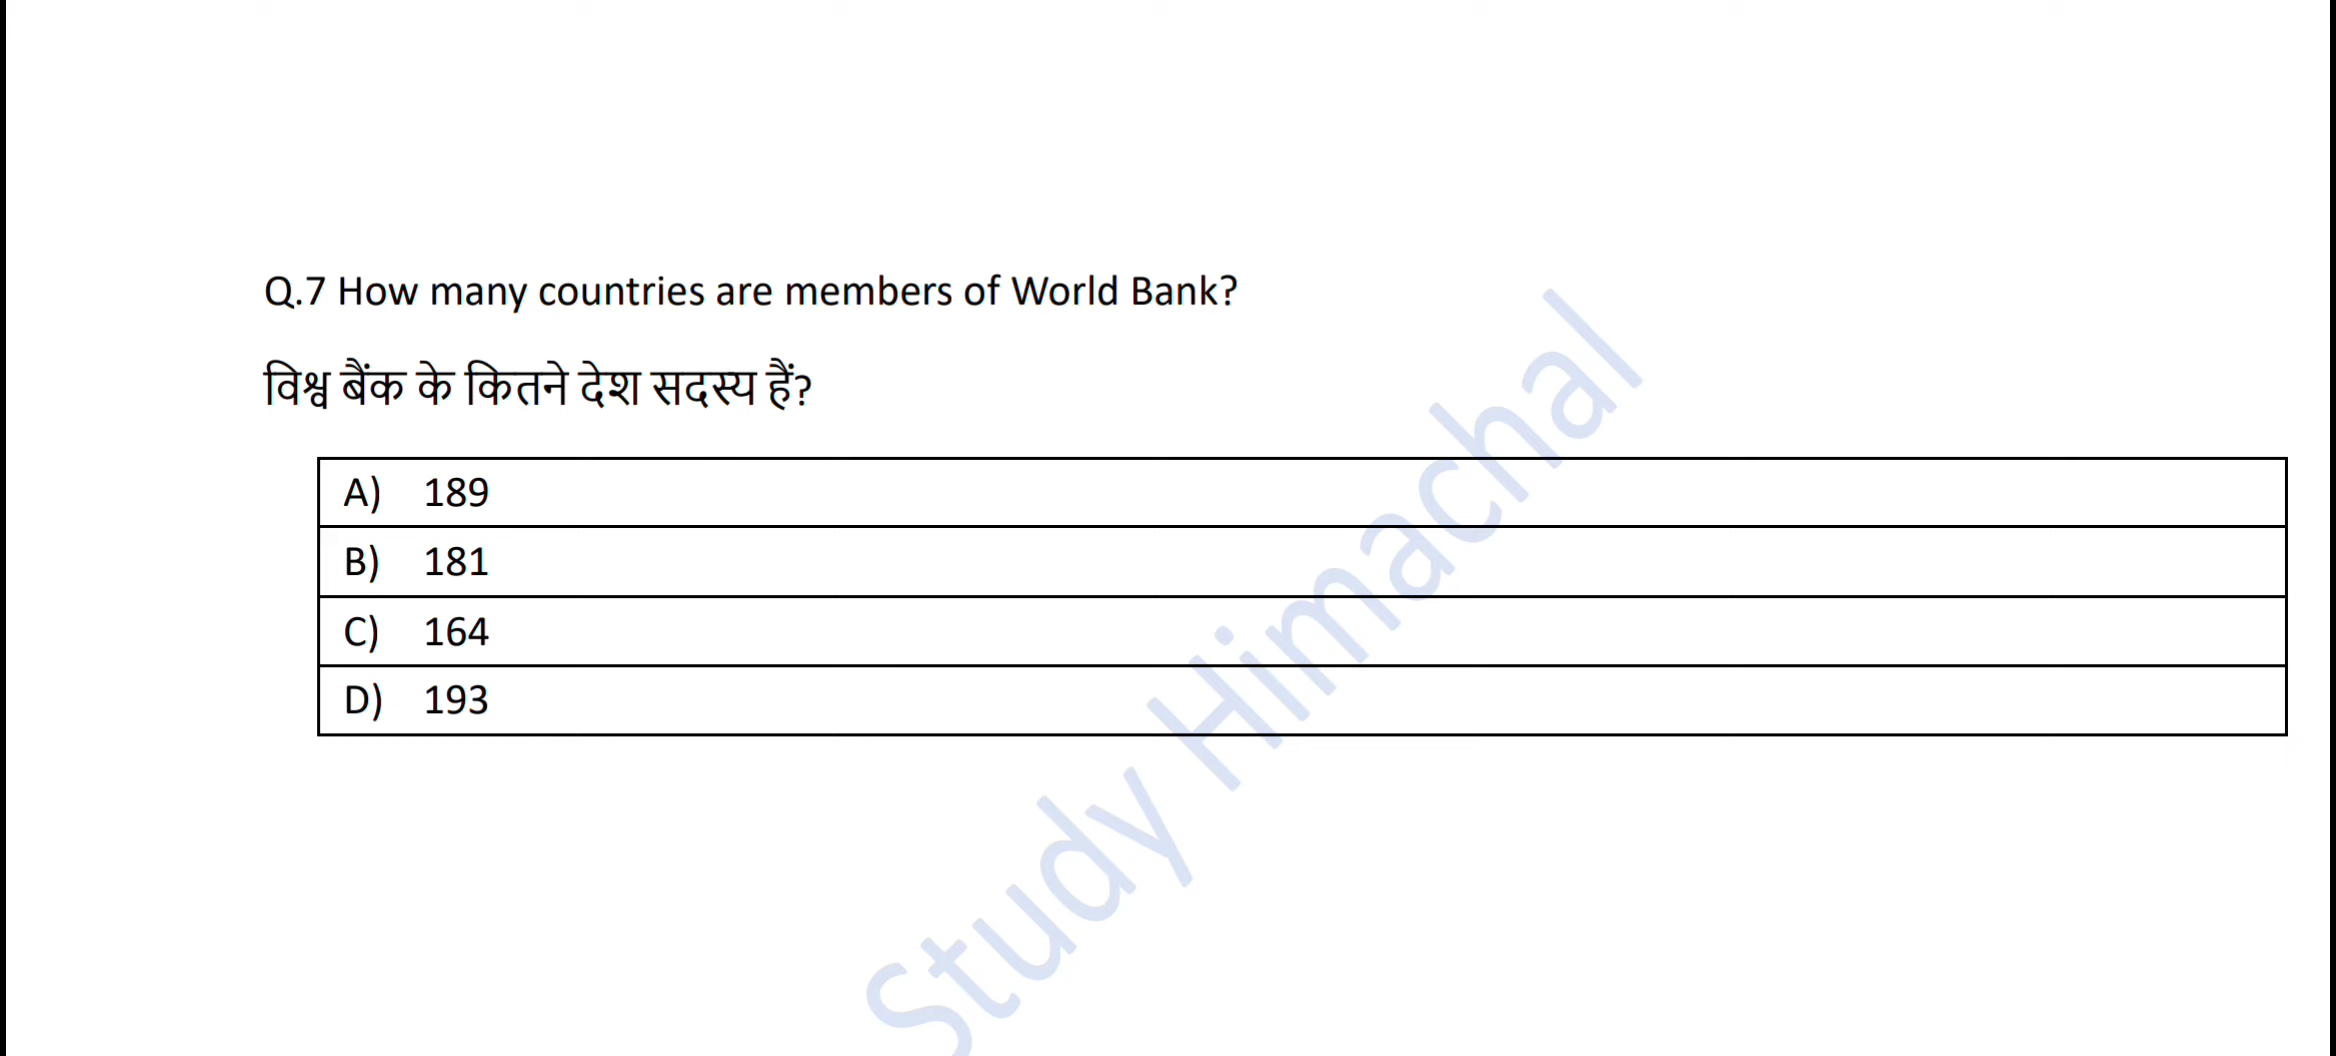 Q.7 How many countries are members of World Bank?
विश्व बैंक के कितने देश सदस्य हैं?
A) 189
B) 181
C) 164
D) 193
Study Himachal